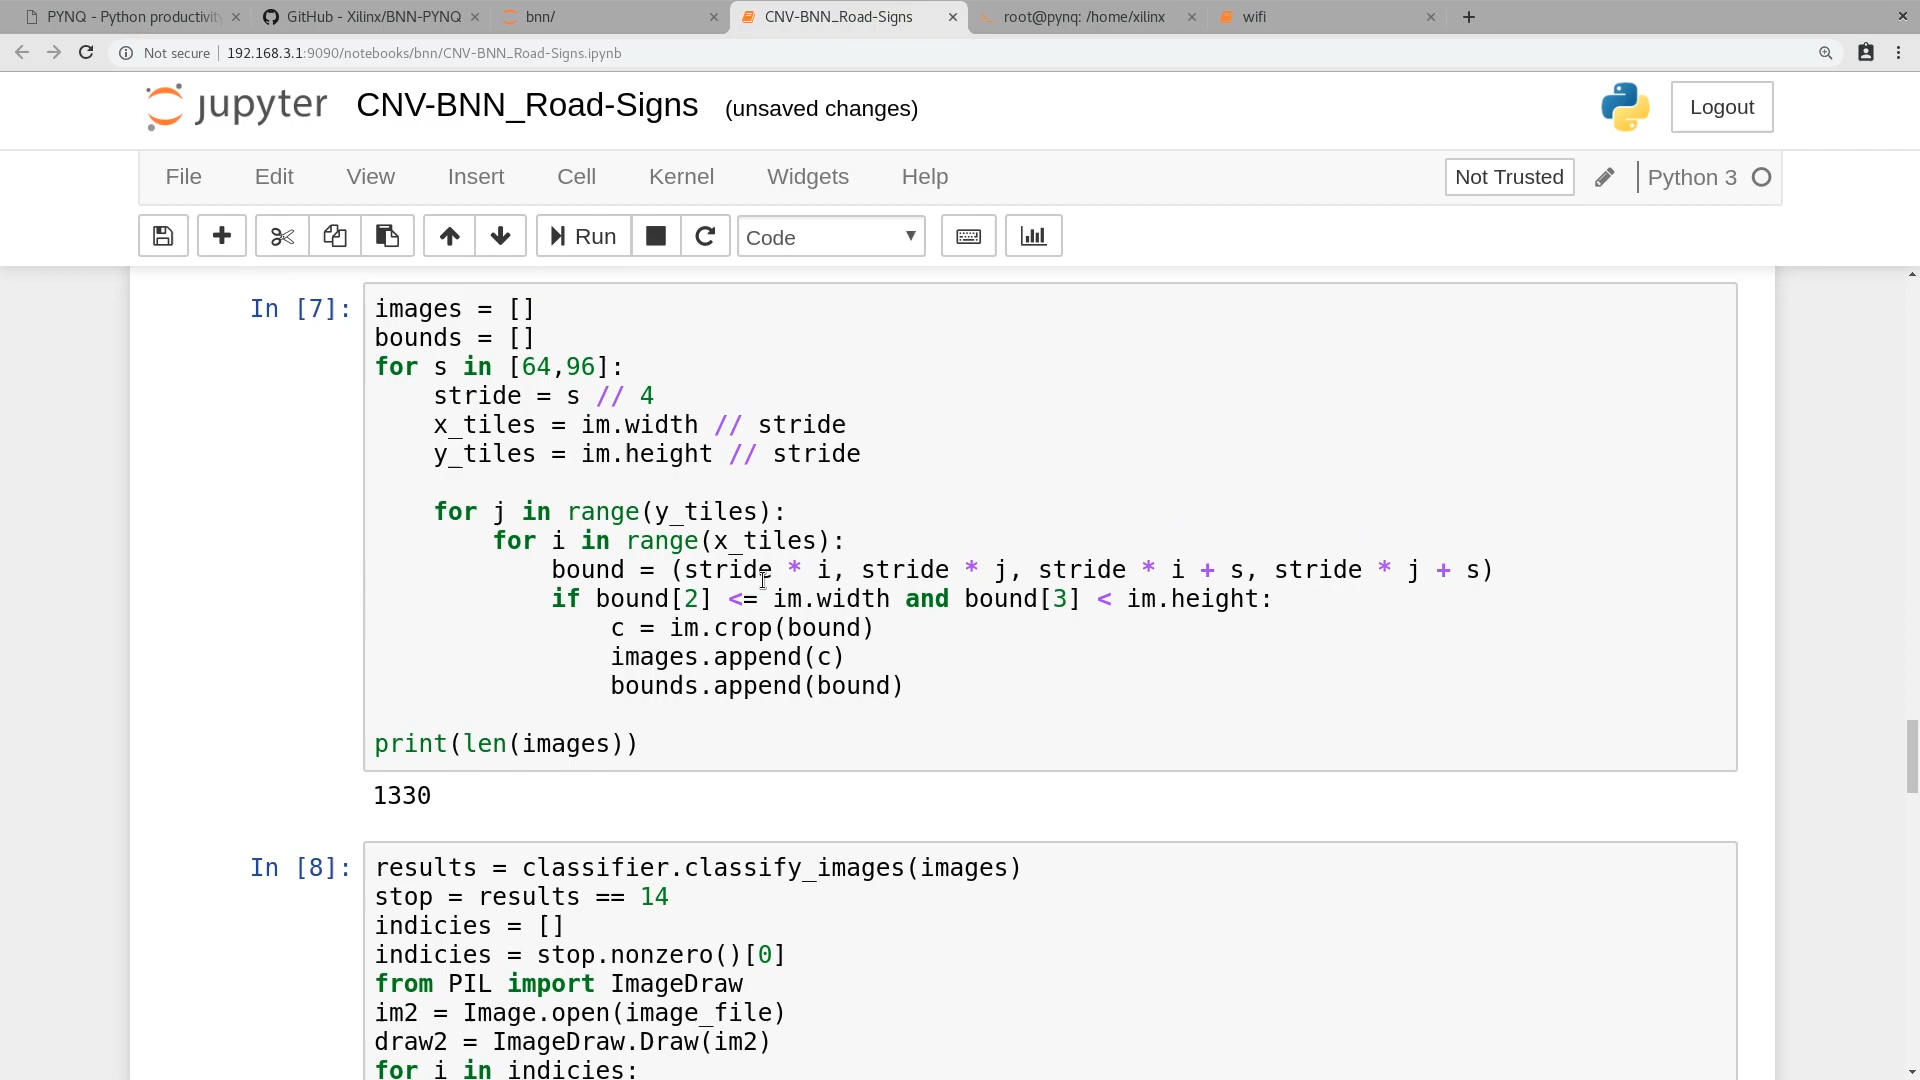 PYNQ - Python productivity
GitHub - Xilinx/BNN-PYNQ
bnn/
CNV-BNN_Road-Signs
root@pynq: /home/xilinx
wifi
Not secure
192.168.3.1:9090/notebooks/bnn/CNV-BNN_Road-Signs.ipynb
jupyter
CNV-BNN_Road-Signs
(unsaved changes)
Logout
File Edit View Insert Cell Kernel Widgets Help
Not Trusted
Python 3
Run
Code
In [7]:
images = []
bounds = []
for s in [64,96]:
    stride = s // 4
    x_tiles = im.width // stride
    y_tiles = im.height // stride
    for j in range(y_tiles):
        for i in range(x_tiles):
            bound = (stride * i, stride * j, stride * i + s, stride * j + s)
            if bound[2] <= im.width and bound[3] < im.height:
                c = im.crop(bound)
                images.append(c)
                bounds.append(bound)
print(len(images))
1330
In [8]:
results = classifier.classify_images(images)
stop = results == 14
indicies = []
indicies = stop.nonzero()[0]
from PIL import ImageDraw
im2 = Image.open(image_file)
draw2 = ImageDraw.Draw(im2)
for i in indicies: